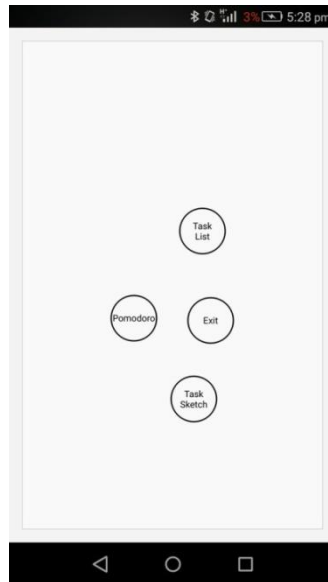 3% 5:28 pm
Task
List
Pomodoro
Exit
Task
Sketch